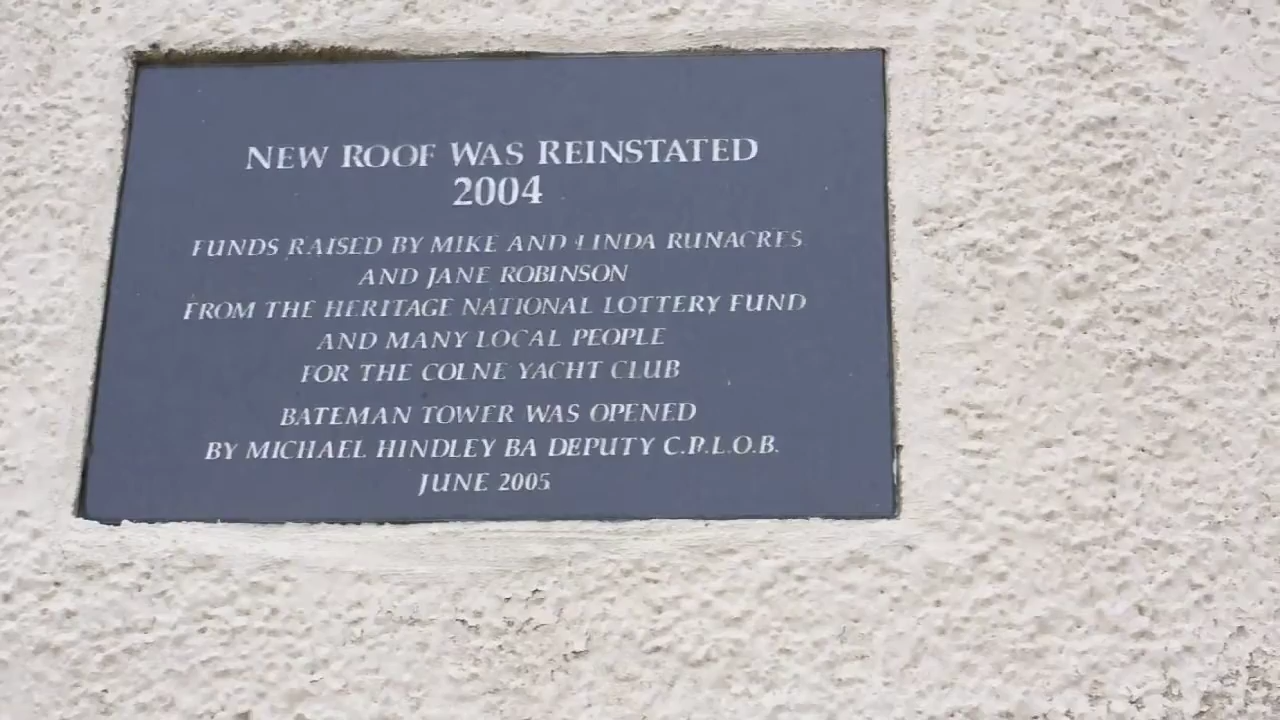 NEW ROOF WAS REINSTATED
2004
FUNDS RAISED BY MIKE AND LINDA RUNACRES
AND JANE ROBINSON
FROM THE HERITAGE NATIONAL LOTTERY FUND
AND MANY LOCAL PEOPLE
FOR THE COLNE YACHT CLUB
BATEMAN TOWER WAS OPENED
BY MICHAEL HINDLEY BA DEPUTY
JUNE 2005